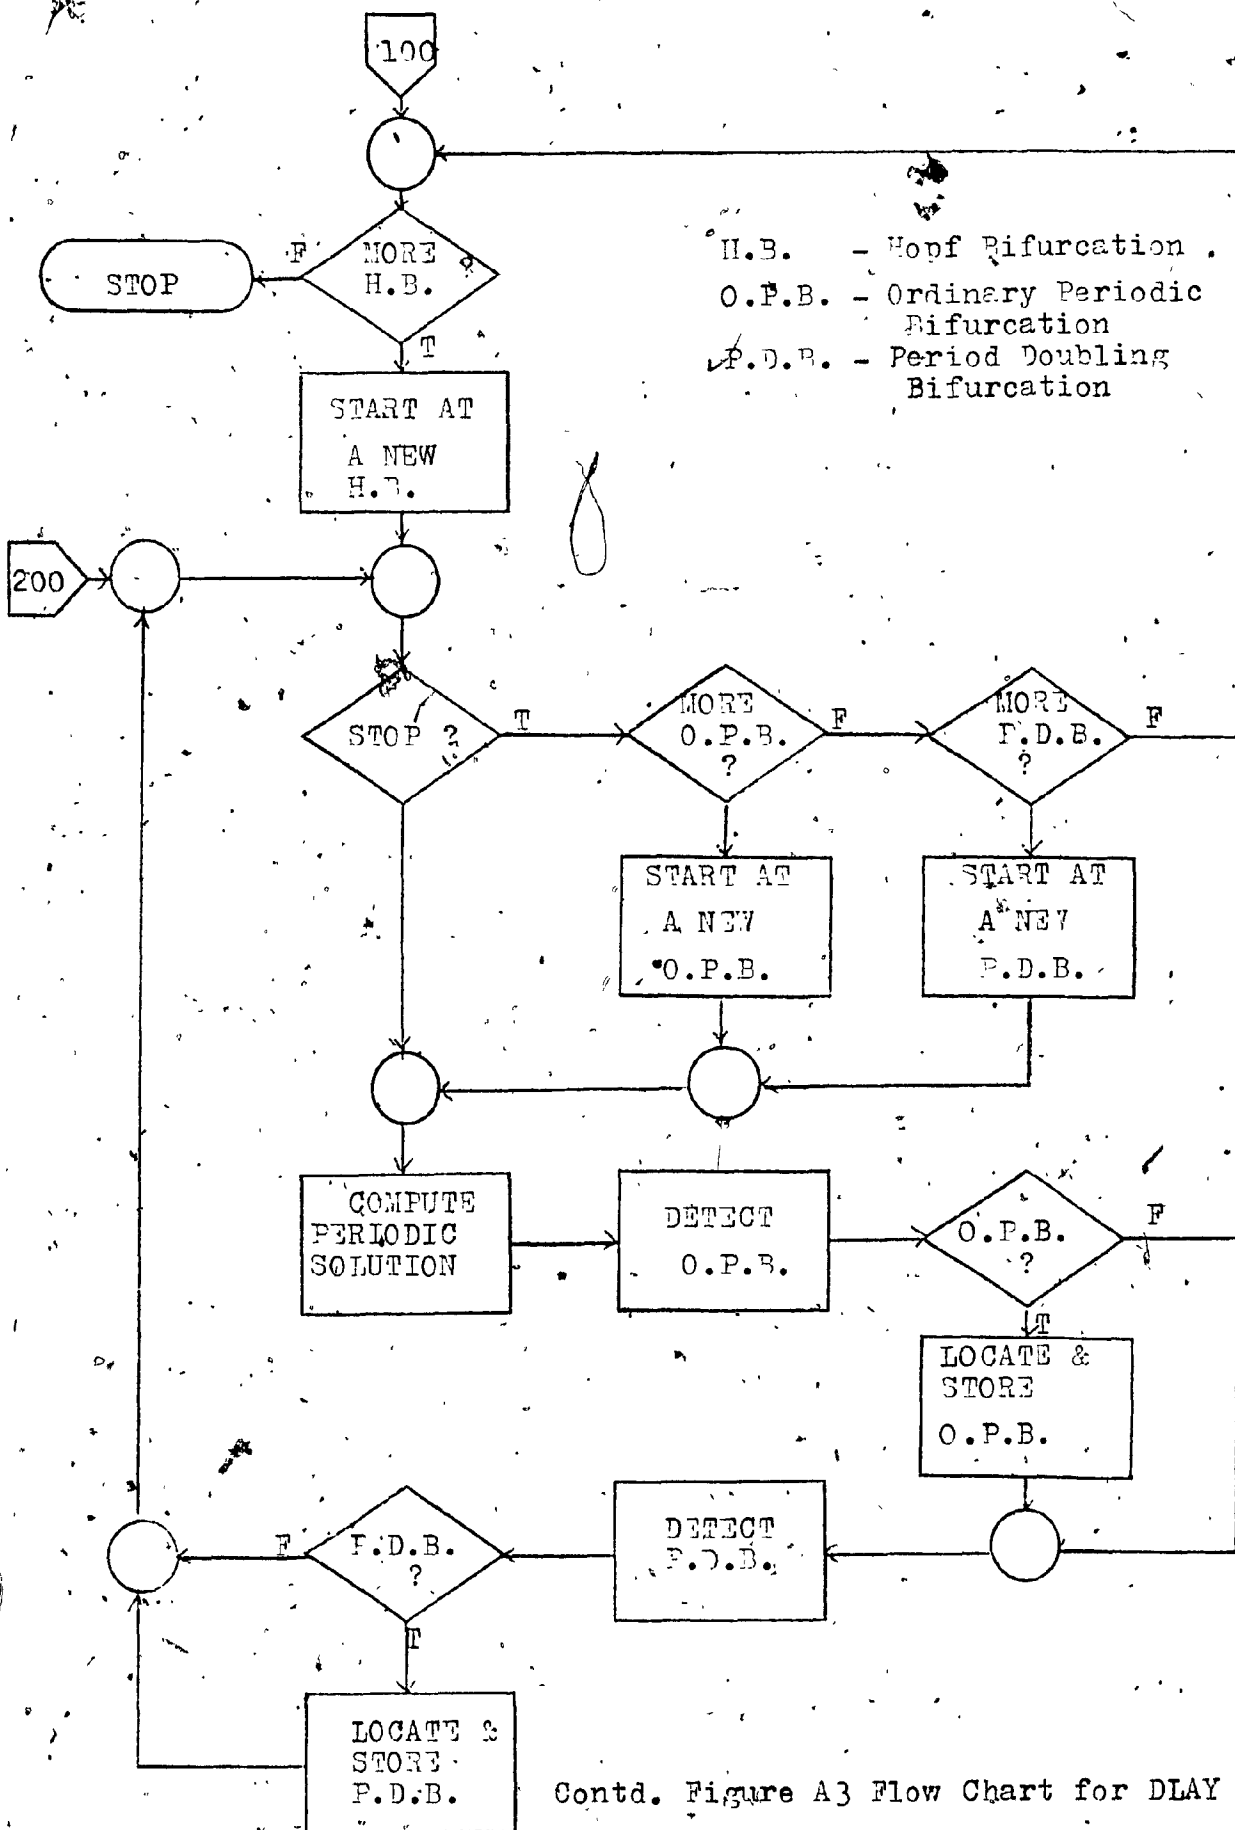 100
H.B. - Hopf Bifurcation.
O.P.B. - Ordinary Periodic
Bifurcation
P.D.B. - Period Doubling
Bifurcation
F
MORE ?
H.B.
STOP
T
START AT
A NEW
H.B.
200
STOP ?
T
MORE
O.P.B.
?
F
MORE
P.D.B.
?
F
START AT
A NEW
O.P.B.
START AT
A NEW
P.D.B.
COMPUTE
PERIODIC
SOLUTION
DETECT
O.P.B.
O.P.B.
?
F
T
LOCATE &
STORE
O.P.B.
DETECT
P.D.B.
P.D.B.
?
F
T
LOCATE &
STORE
P.D.B.
Contd. Figure A3 Flow Chart for DLAY